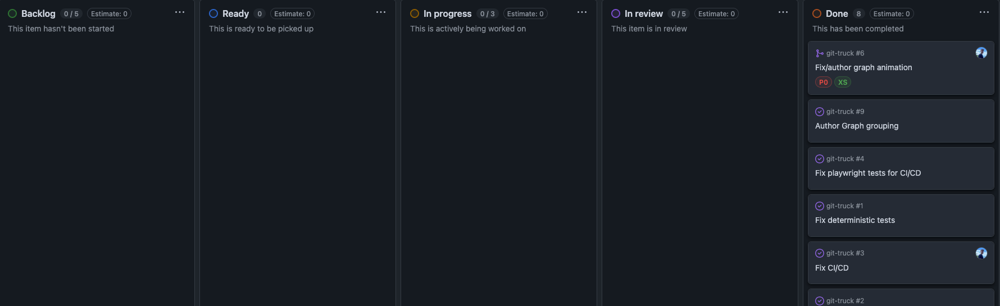 Backlog 0 / 5 Estimate: 0 ...
This item hasn't been started
Ready 0 Estimate: 0 ...
This is ready to be picked up
In progress 0 / 3 Estimate: 0 ...
This is actively being worked on
In review 0 / 5 Estimate: 0 ...
This item is in review
Done 8 Estimate: 0 ...
This has been completed
git-truck #6
Fix/author graph animation
P0 XS
git-truck #9
Author Graph grouping
git-truck #4
Fix playwright tests for CI/CD
git-truck #1
Fix deterministic tests
git-truck #3
Fix CI/CD
git-truck #2